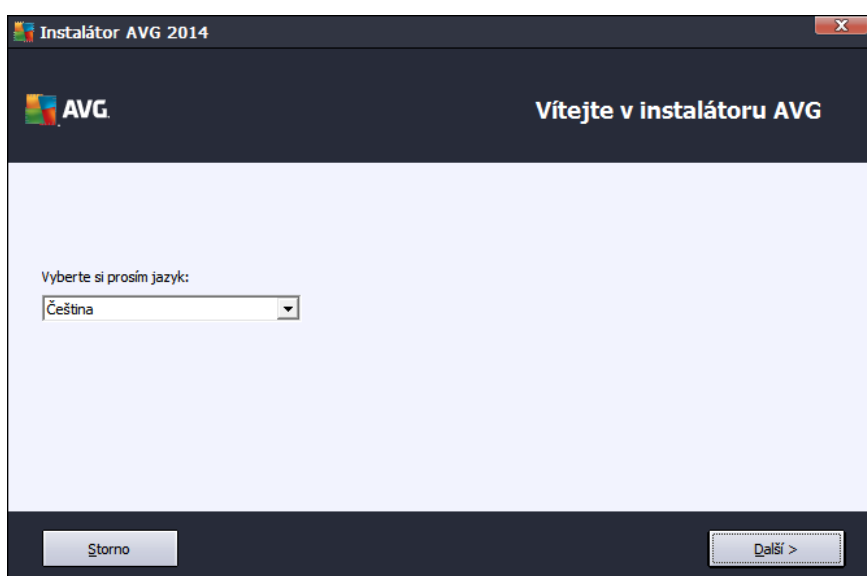 Instalátor AVG 2014
AVG.
Vítejte v instalátoru AVG
Vyberte si prosím jazyk:
Čeština
Storno
Další >